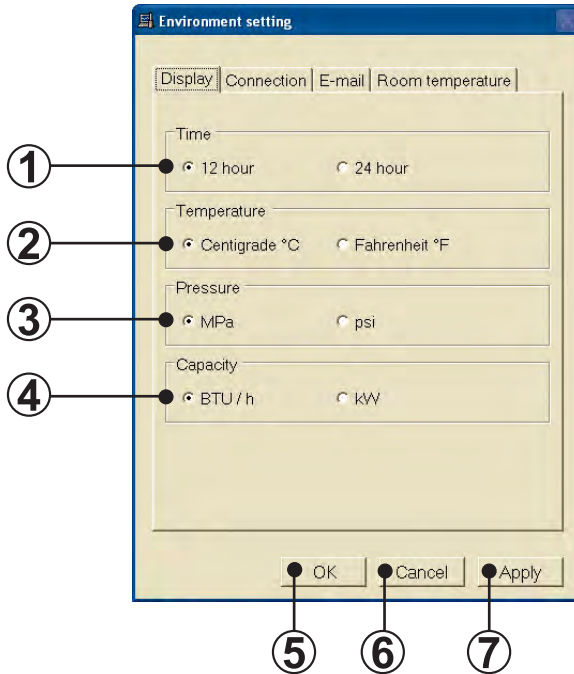 Environment setting
Display Connection E-mail Room temperature
Time
1 12 hour 24 hour
Temperature
2 Centigrade °C Fahrenheit °F
Pressure
3 MPa psi
Capacity
4 BTU / h kW
OK Cancel Apply
5 6 7